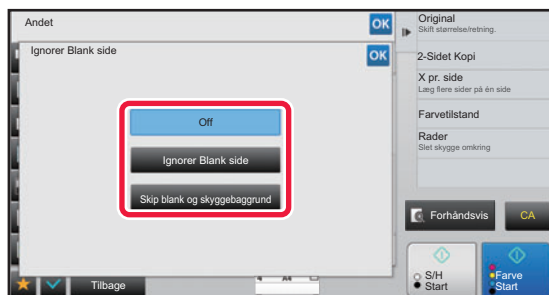 Andet
OK
Ignorer Blank side
OK
Off
Ignorer Blank side
Skip blank og skyggebaggrund
Tilbage
A4
Original
Skift størrelse/retning.
2-Sidet Kopi
X pr. side
Læg flere sider på én side
Farvetilstand
Rader
Slet skygge omkring
Forhåndsvis
CA
S/H
Start
Farve
Start